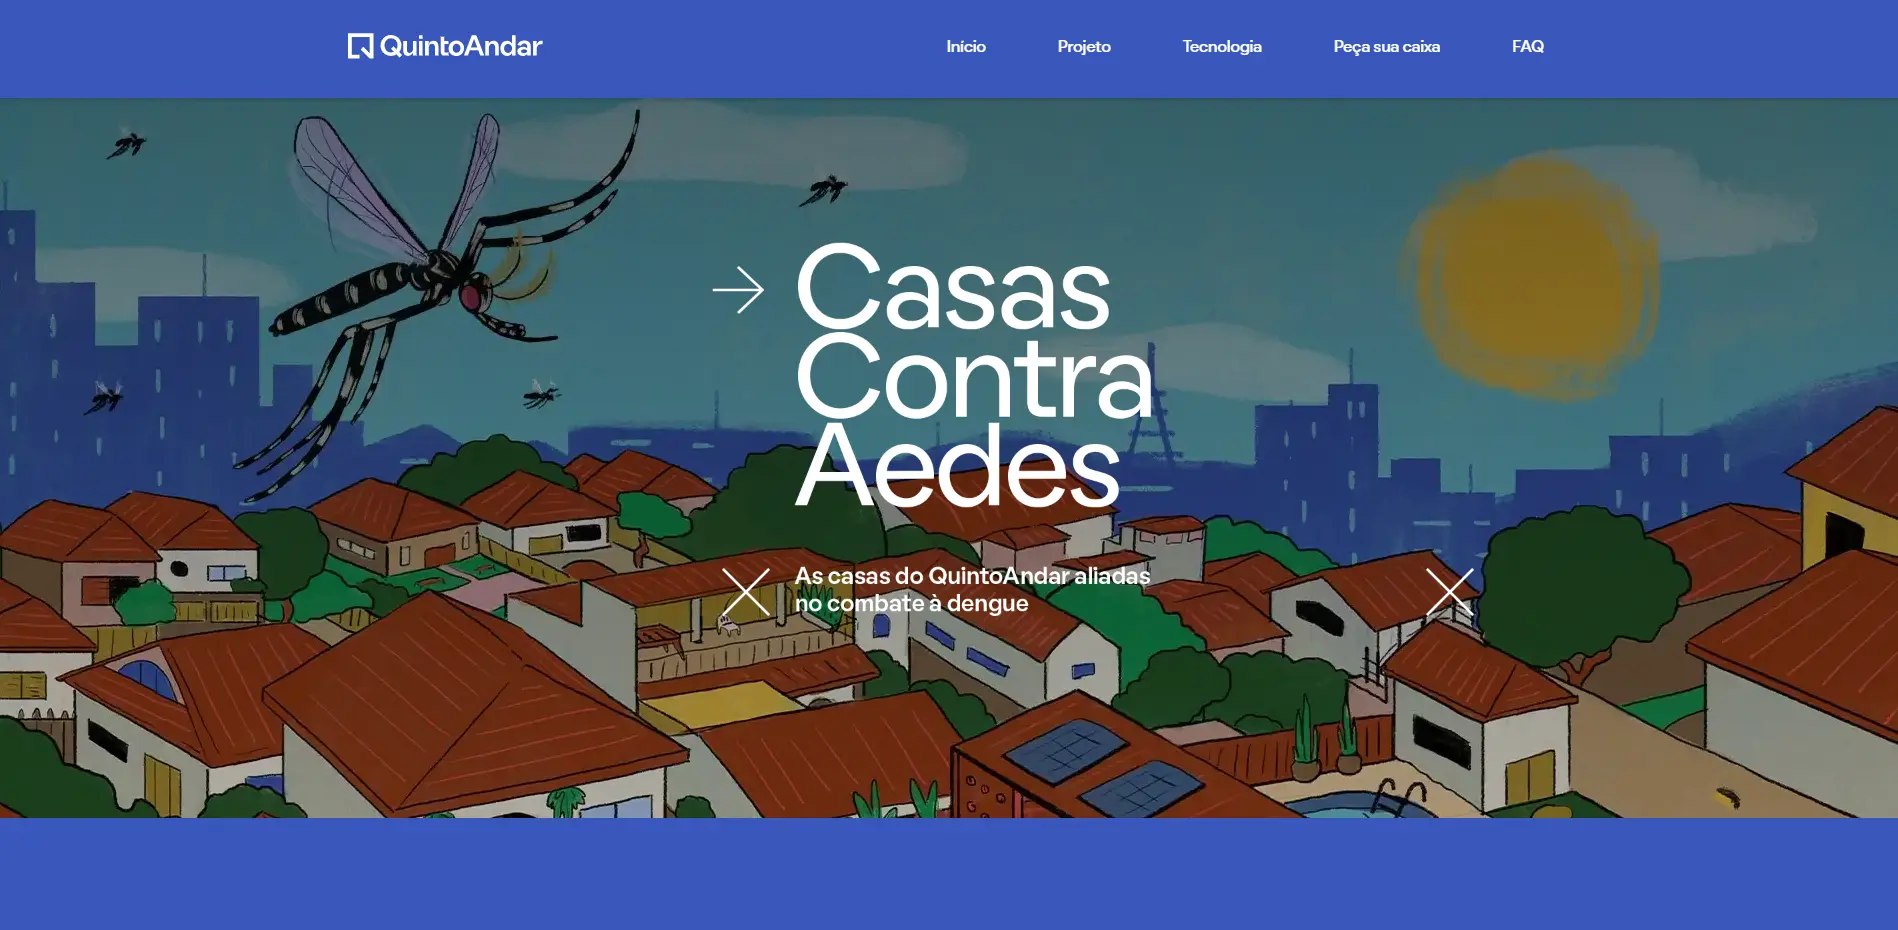 QuintoAndar
Início Projeto Tecnologia Peça sua caixa FAQ
Casas
Contra
Aedes
As casas do QuintoAndar aliadas
no combate à dengue